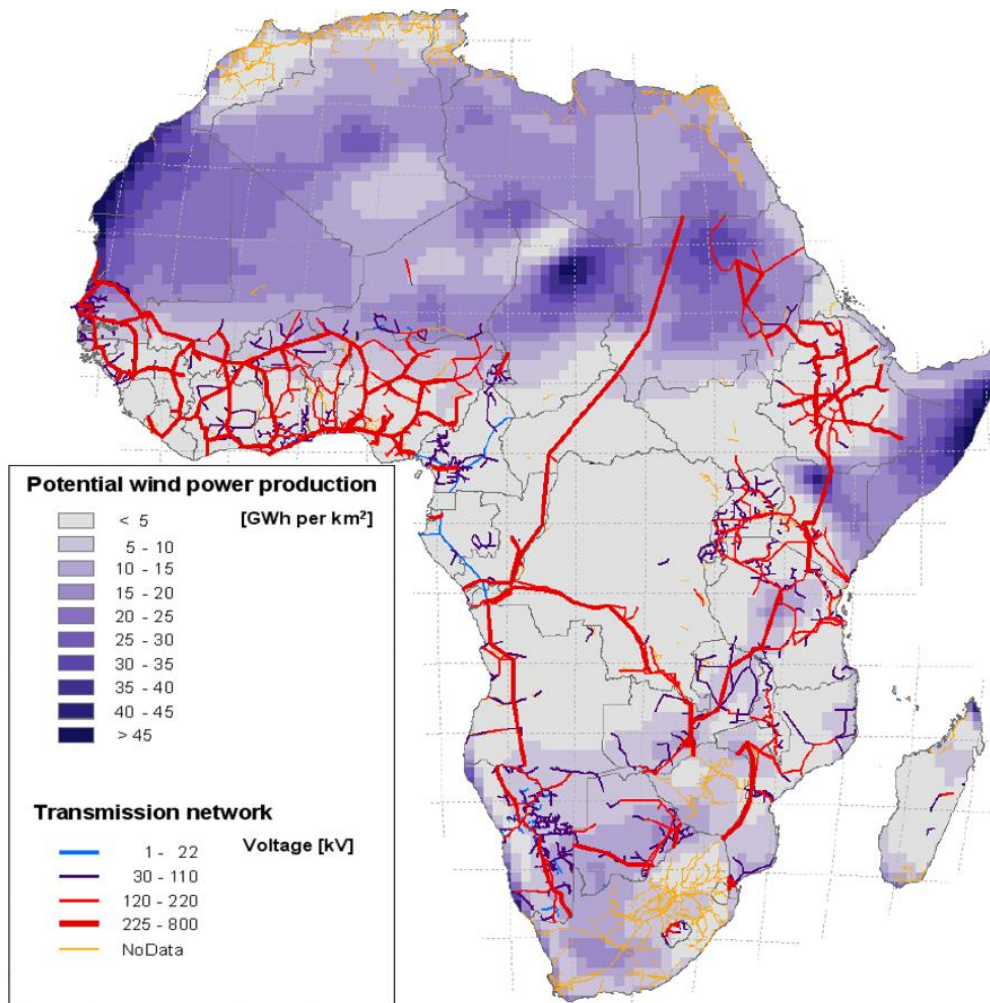 Potential wind power production
[GWh per km²]
< 5
5 - 10
10 - 15
15 - 20
20 - 25
25 - 30
30 - 35
35 - 40
40 - 45
> 45
Transmission network
Voltage [kV]
1 - 22
30 - 110
120 - 220
225 - 800
NoData